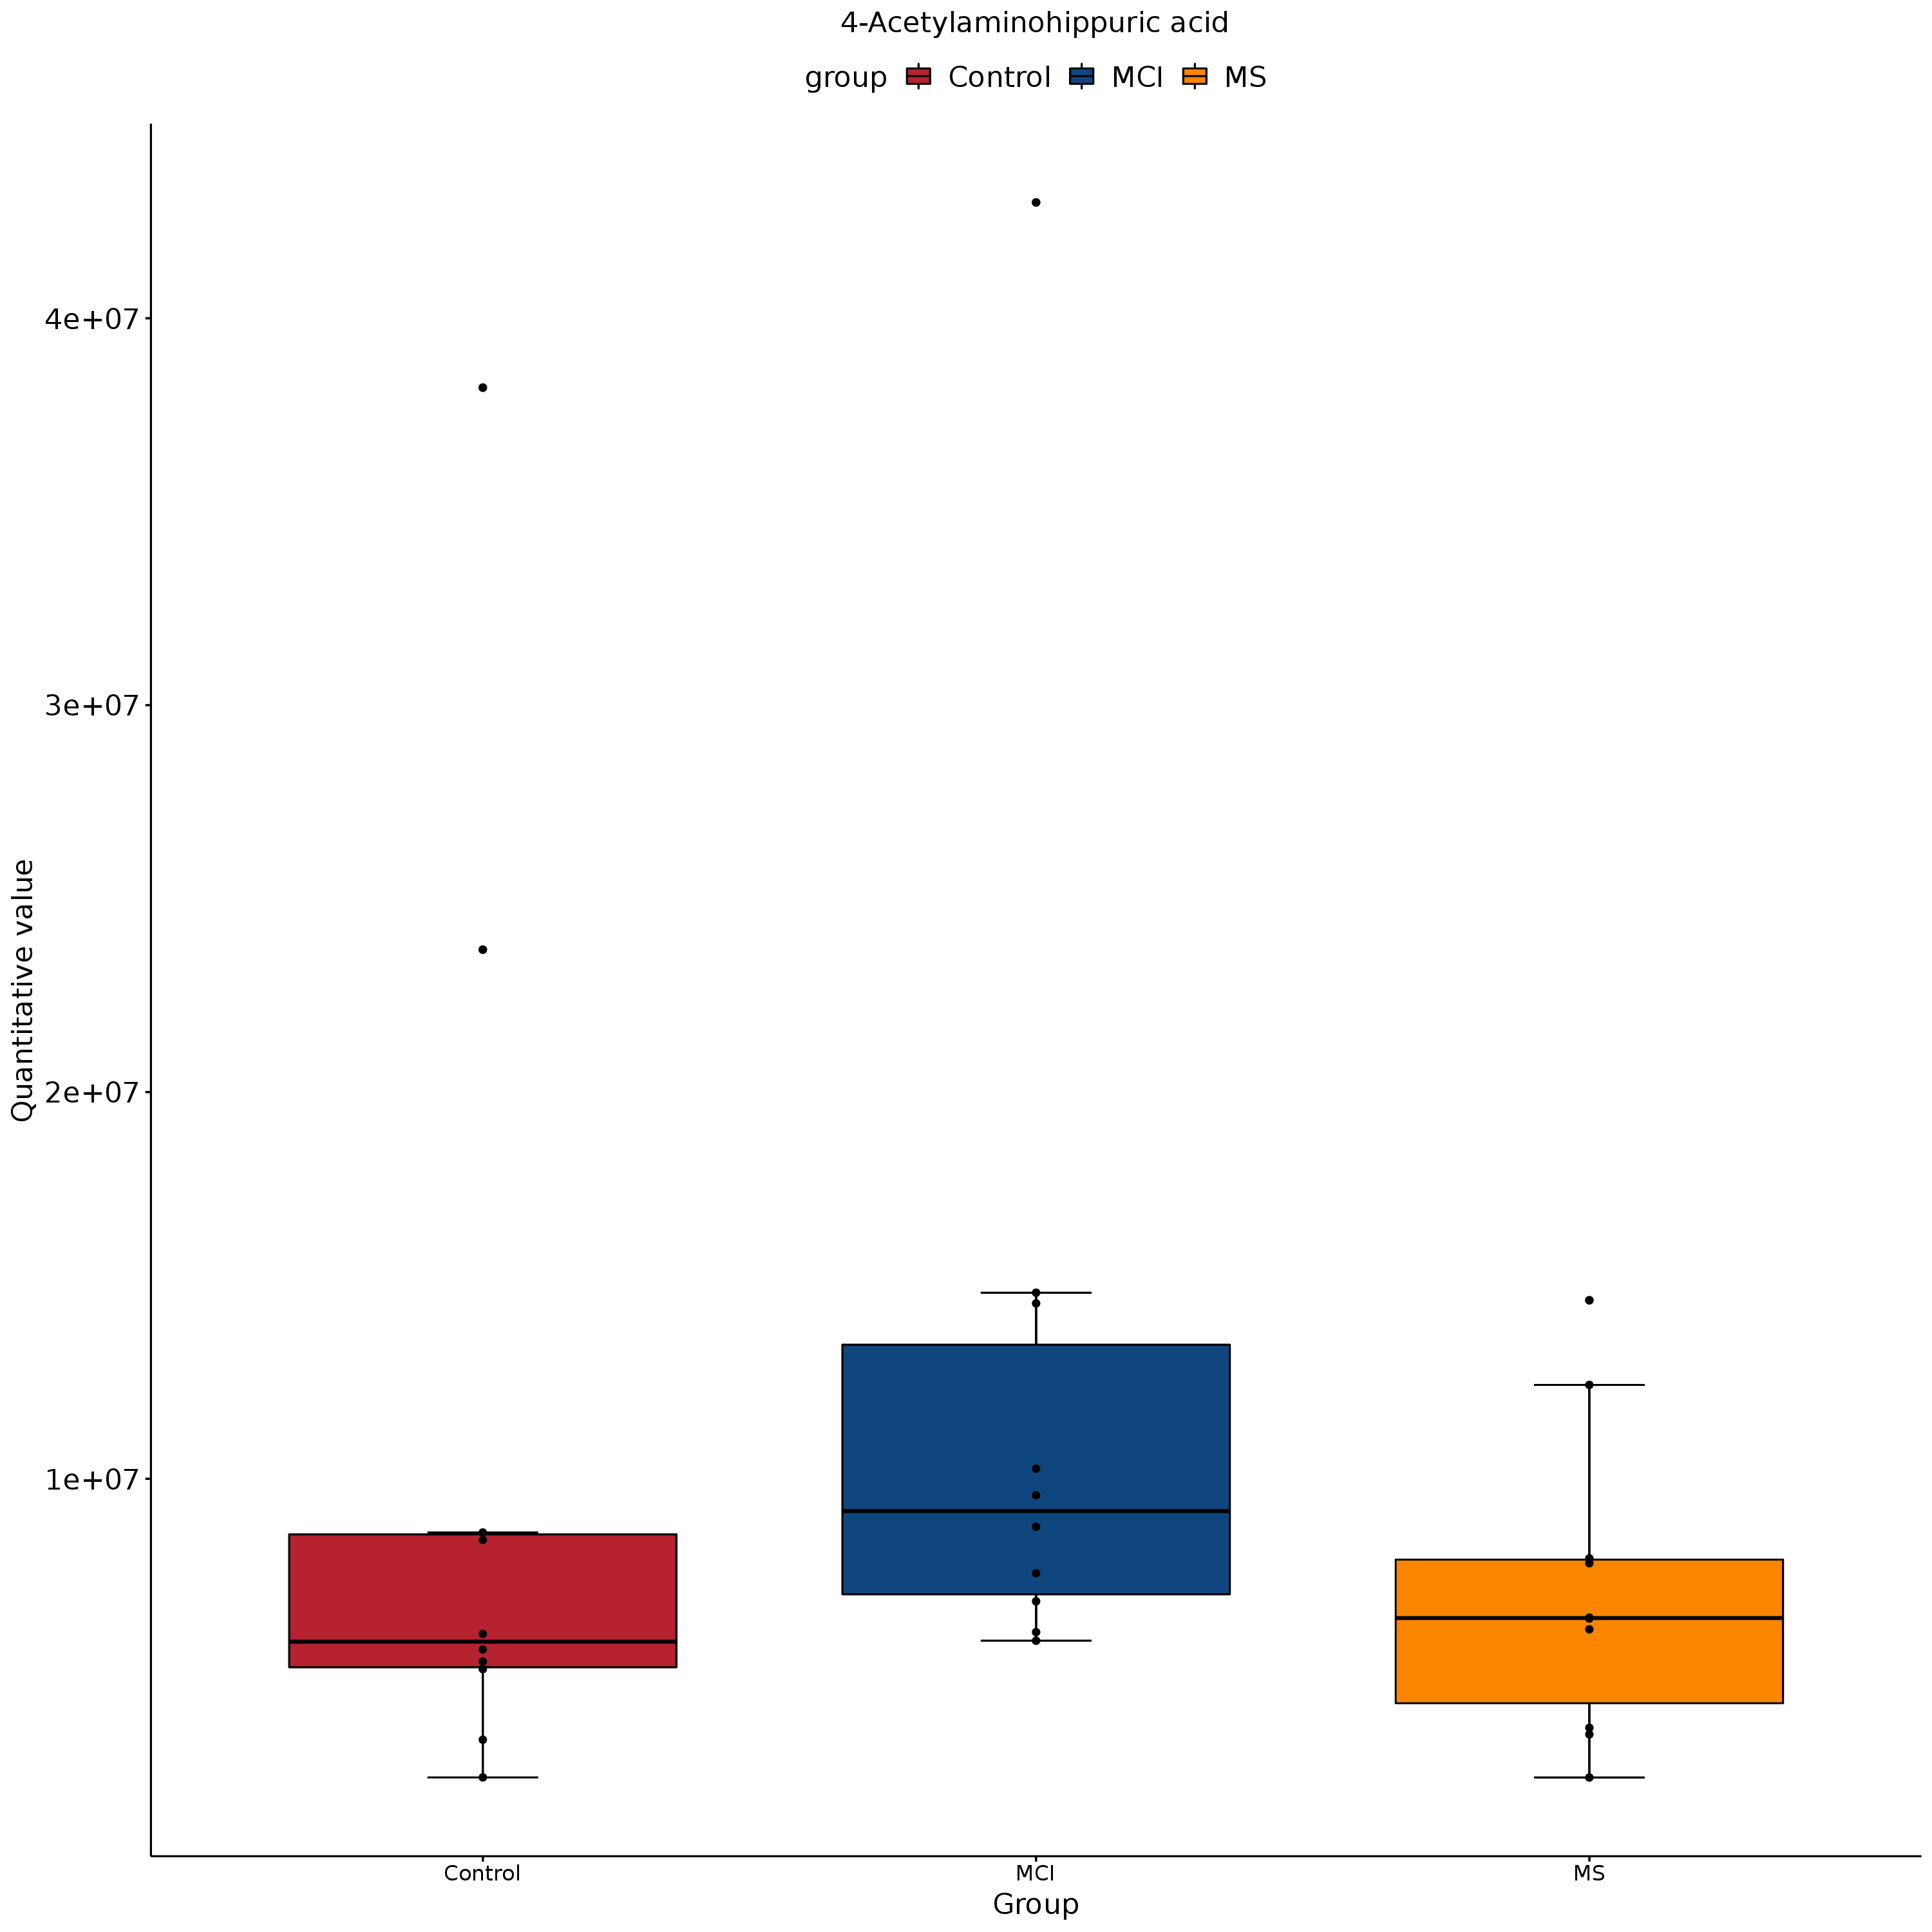 4-Acetylaminohippuric acid
group Control MCI MS
Quantitative value
4e+07
3e+07
2e+07
1e+07
Control MCI MS
Group